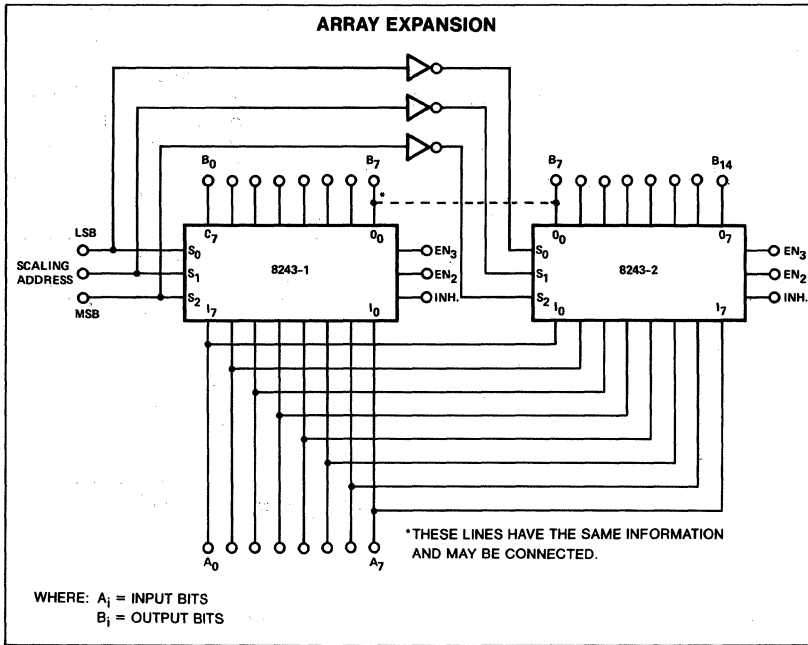 ARRAY EXPANSION
B0 B7 B7 B14
*
C7 O0 O0 O7
LSB
SCALING
ADDRESS
MSB
S0
S1
S2
8243-1
EN3
EN2
INH.
S0
S1
S2
8243-2
EN3
EN2
INH.
I7 I0 I0 I7
A0 A7
*THESE LINES HAVE THE SAME INFORMATION
AND MAY BE CONNECTED.
WHERE: Ai = INPUT BITS
Bi = OUTPUT BITS